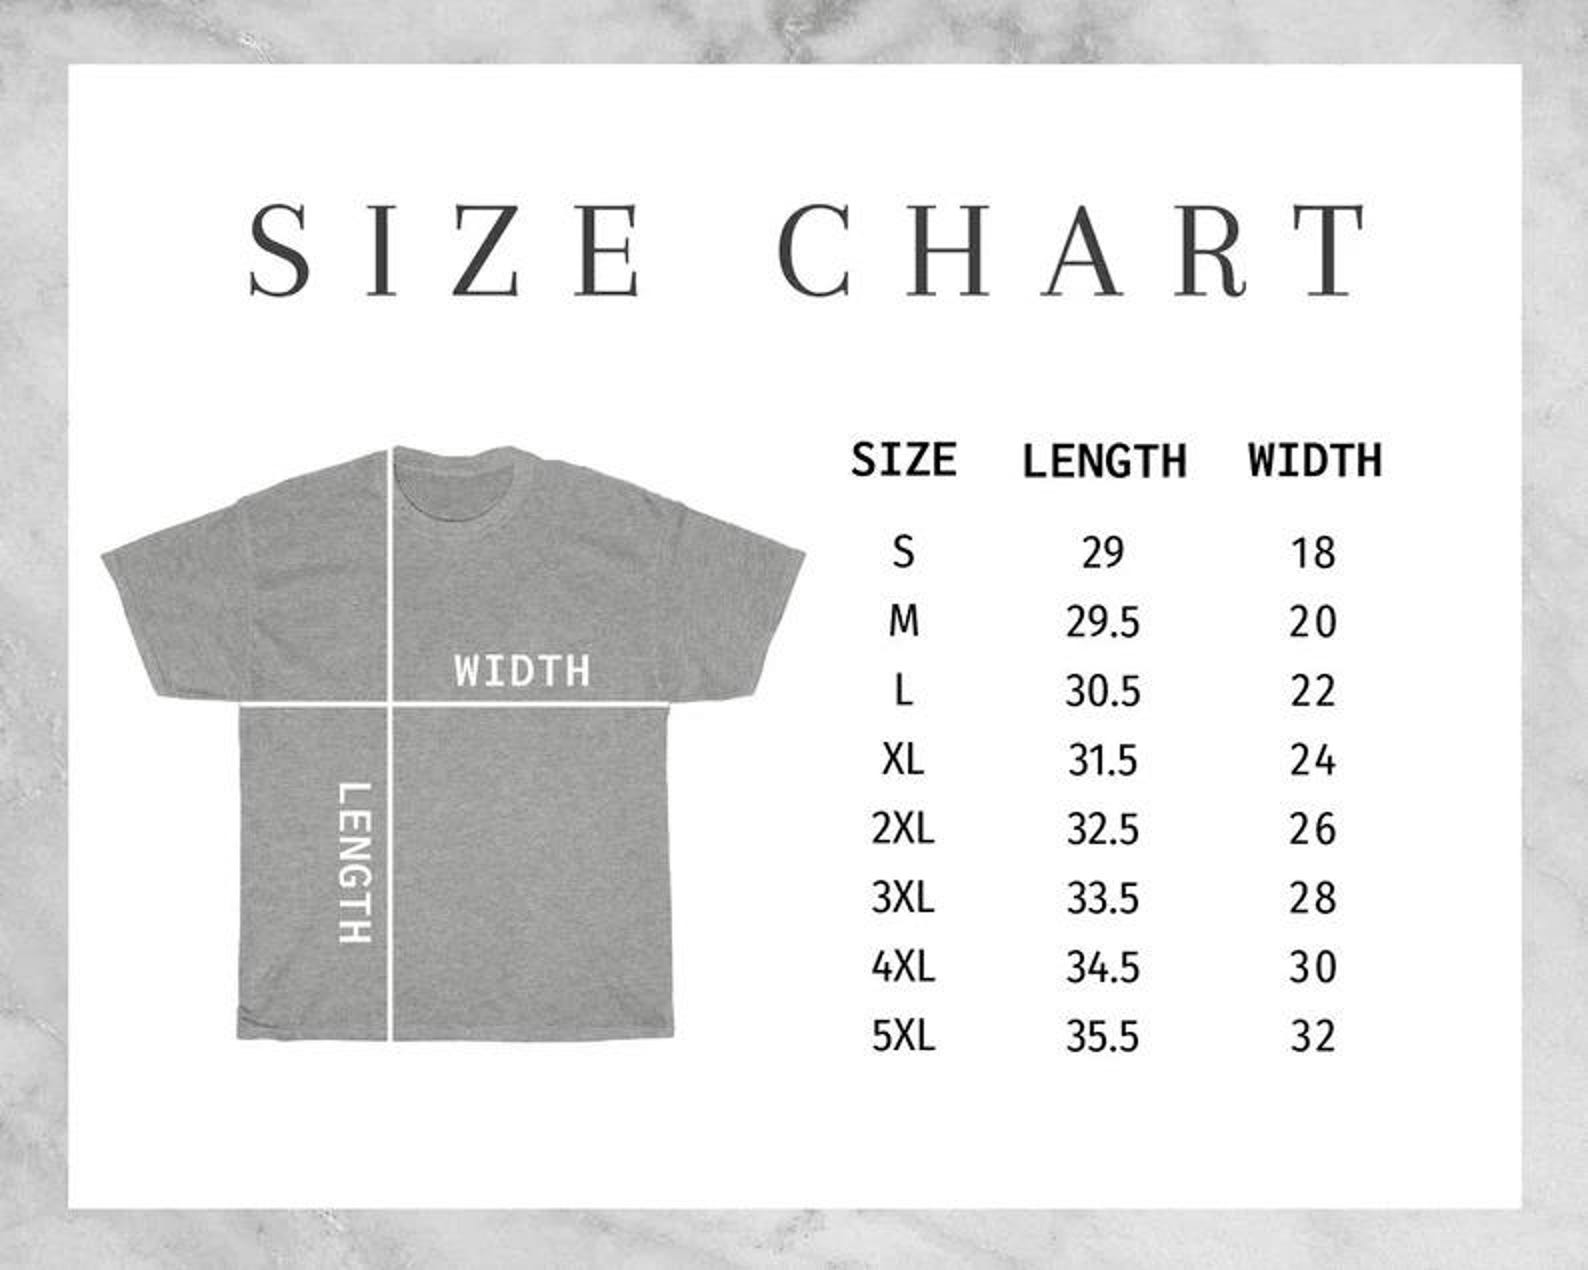 SIZE CHART
WIDTH
LENGTH
SIZE LENGTH WIDTH
S 29 18
M 29.5 20
L 30.5 22
XL 31.5 24
2XL 32.5 26
3XL 33.5 28
4XL 34.5 30
5XL 35.5 32